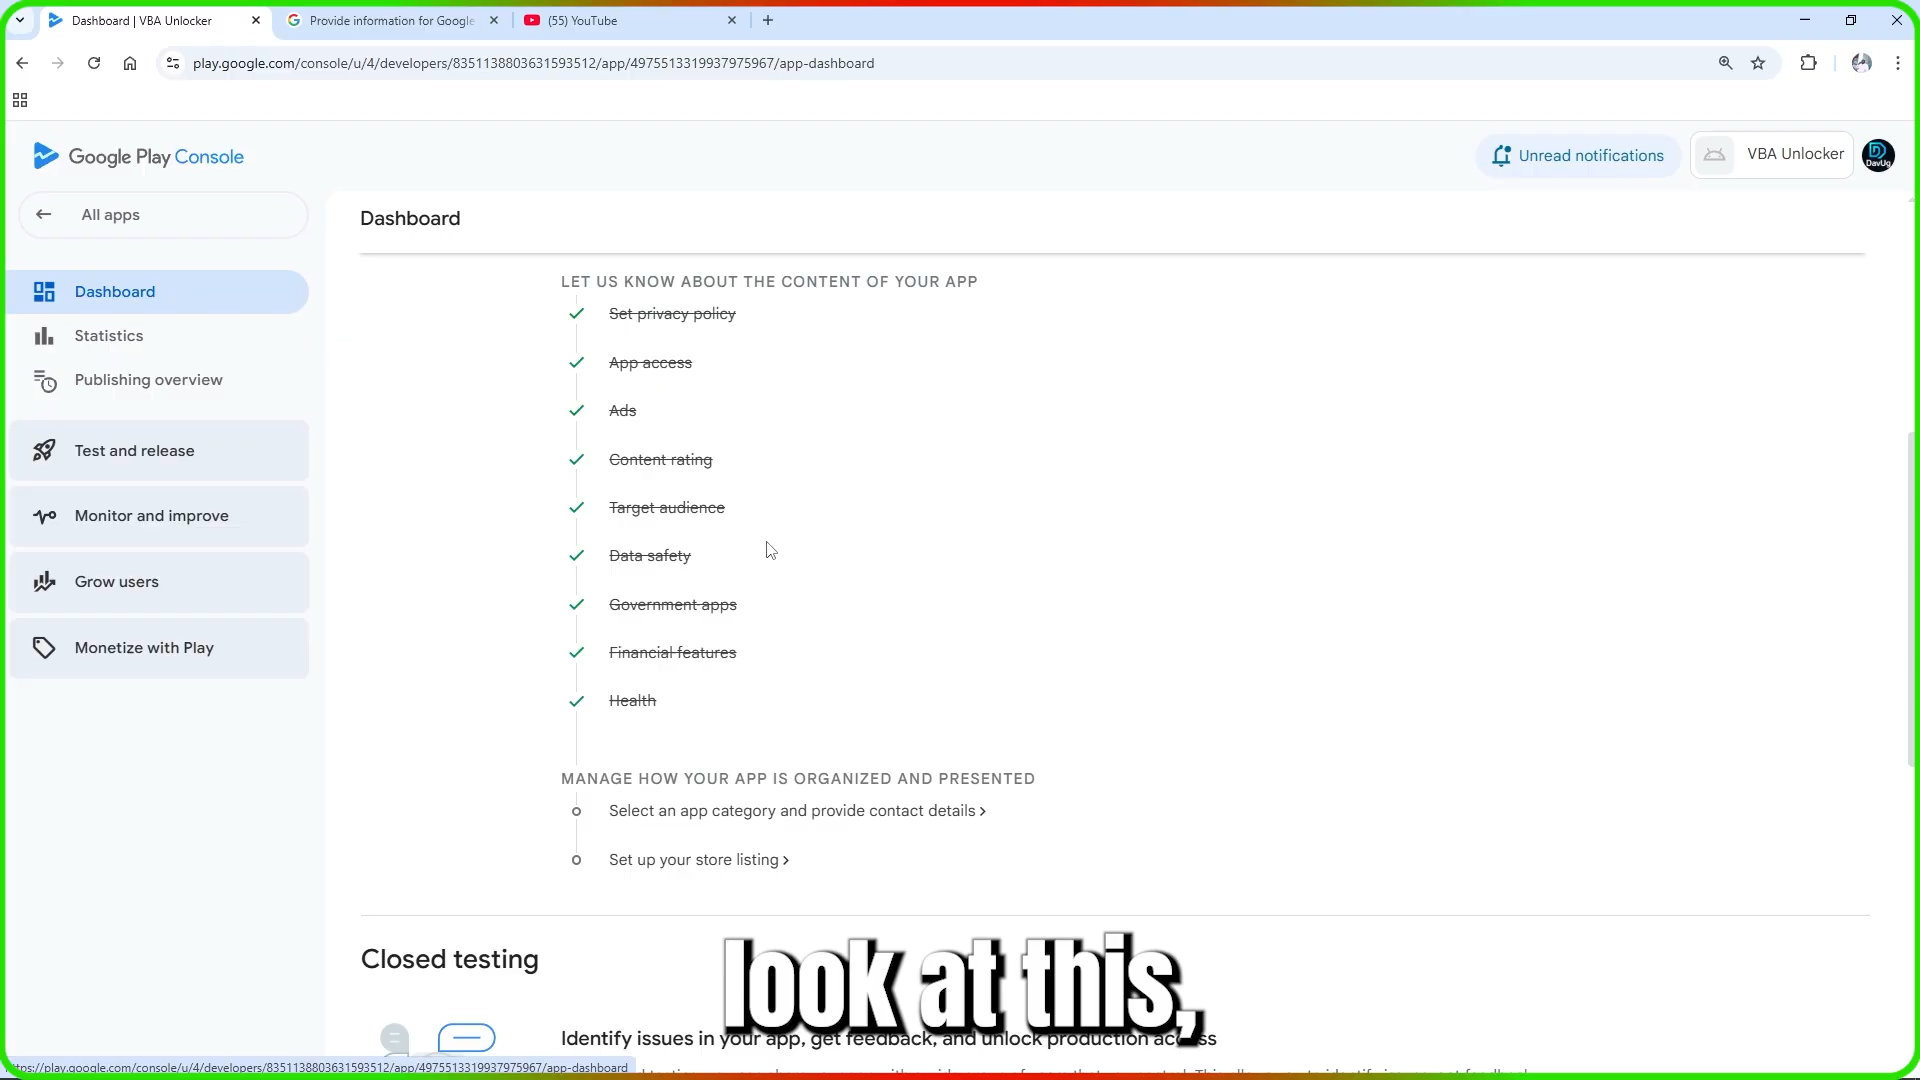 Dashboard | VBA Unlocker
Provide information for Google
(55) YouTube
play.google.com/console/u/4/developers/8351138803631593512/app/4975513319937975967/app-dashboard
Google Play Console
Unread notifications
VBA Unlocker
DavUg
All apps
Dashboard
Dashboard
Statistics
Publishing overview
Test and release
Monitor and improve
Grow users
Monetize with Play
LET US KNOW ABOUT THE CONTENT OF YOUR APP
Set privacy policy
App access
Ads
Content rating
Target audience
Data safety
Government apps
Financial features
Health
MANAGE HOW YOUR APP IS ORGANIZED AND PRESENTED
Select an app category and provide contact details
Set up your store listing
Closed testing
look at this,
Identify issues in your app, get feedback, and unlock production access
https://play.google.com/console/u/4/developers/8351138803631593512/app/4975513319937975967/app-dashboard